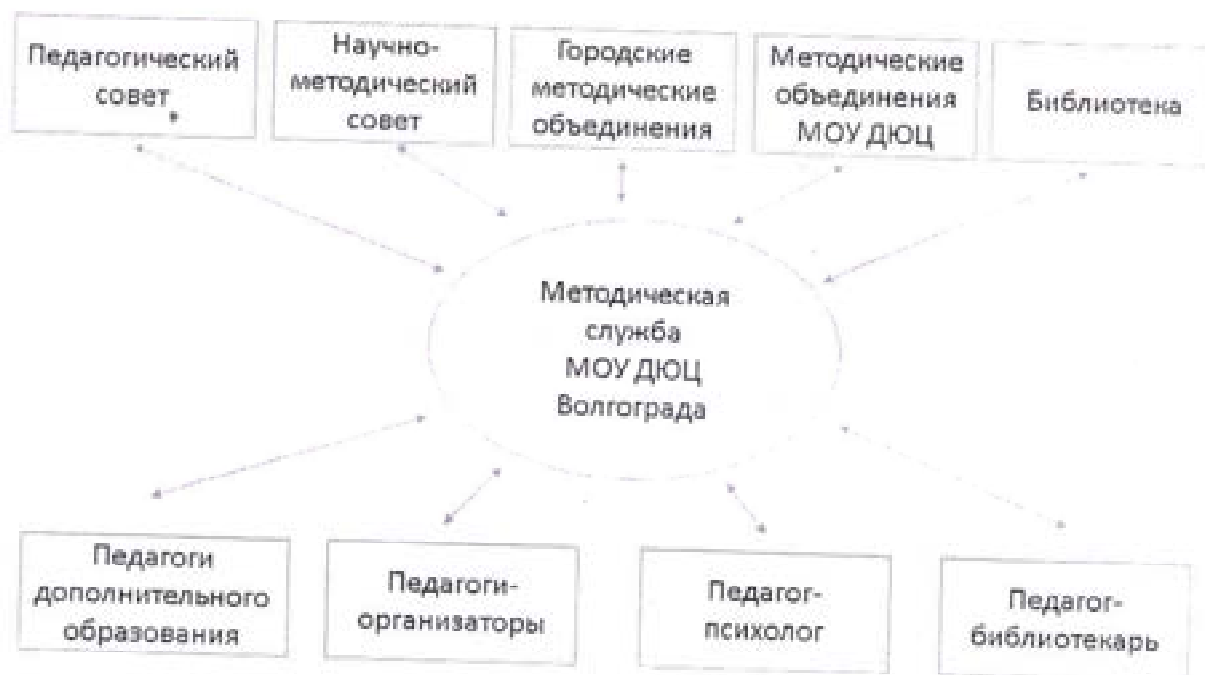 Педагогический
совет
Научно-
методический
совет
Городские
методические
объединения
Методические
объединения
МОУ ДЮЦ
Библиотека
Методическая
служба
МОУ ДЮЦ
Волгограда
Педагоги
дополнительного
образования
Педагоги-
организаторы
Педагог-
психолог
Педагог-
библиотекарь